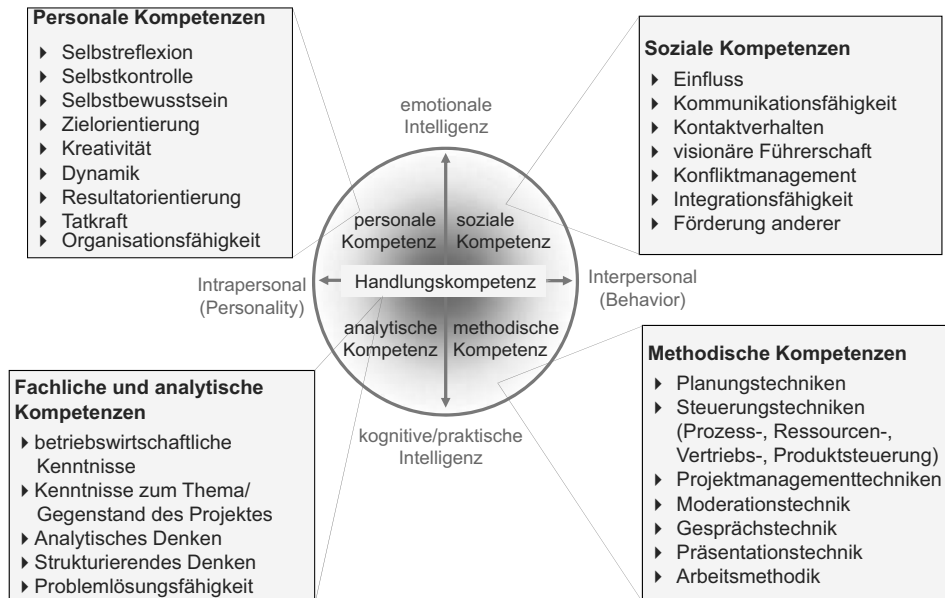 Personale Kompetenzen
Selbstreflexion
Selbstkontrolle
Selbstbewusstsein
Zielorientierung
Kreativität
Dynamik
Resultatorientierung
Tatkraft
Organisationsfähigkeit
Soziale Kompetenzen
Einfluss
Kommunikationsfähigkeit
Kontaktverhalten
visionäre Führerschaft
Konfliktmanagement
Integrationsfähigkeit
Förderung anderer
emotionale
Intelligenz
personale
Kompetenz
soziale
Kompetenz
Intrapersonal
(Personality)
Handlungskompetenz
Interpersonal
(Behavior)
analytische
Kompetenz
methodische
Kompetenz
kognitive/praktische
Intelligenz
Fachliche und analytische
Kompetenzen
betriebswirtschaftliche
Kenntnisse
Kenntnisse zum Thema/
Gegenstand des Projektes
Analytisches Denken
Strukturierendes Denken
Problemlösungsfähigkeit
Methodische Kompetenzen
Planungstechniken
Steuerungstechniken
(Prozess-, Ressourcen-,
Vertriebs-, Produktsteuerung)
Projektmanagementtechniken
Moderationstechnik
Gesprächstechnik
Präsentationstechnik
Arbeitsmethodik